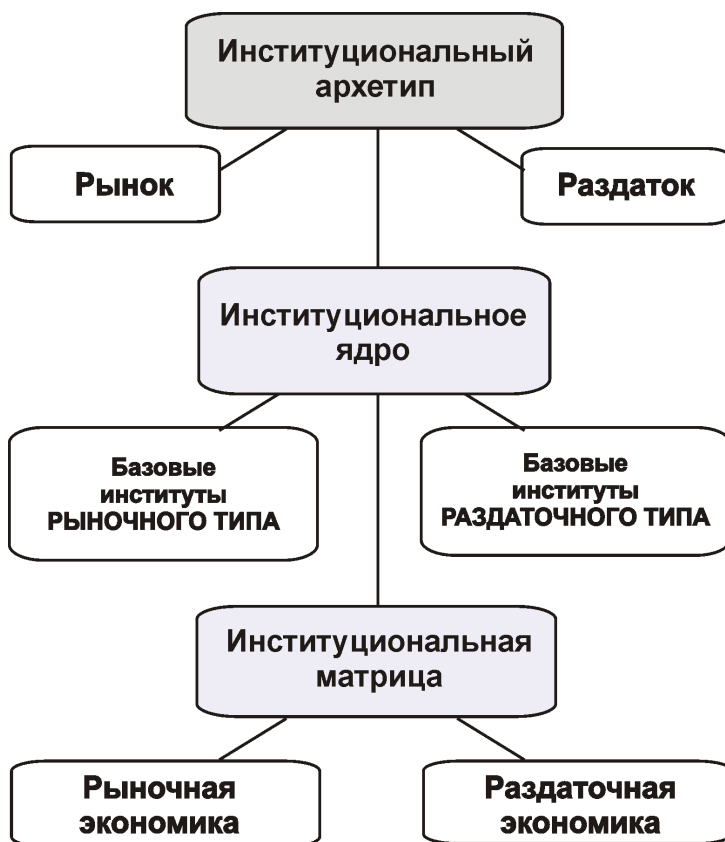 Институциональный
архетип
Рынок
Раздаток
Институциональное
ядро
Базовые
институты
РЫНОЧНОГО ТИПА
Базовые
институты
РАЗДАТОЧНОГО ТИПА
Институциональная
матрица
Рыночная
экономика
Раздаточная
экономика